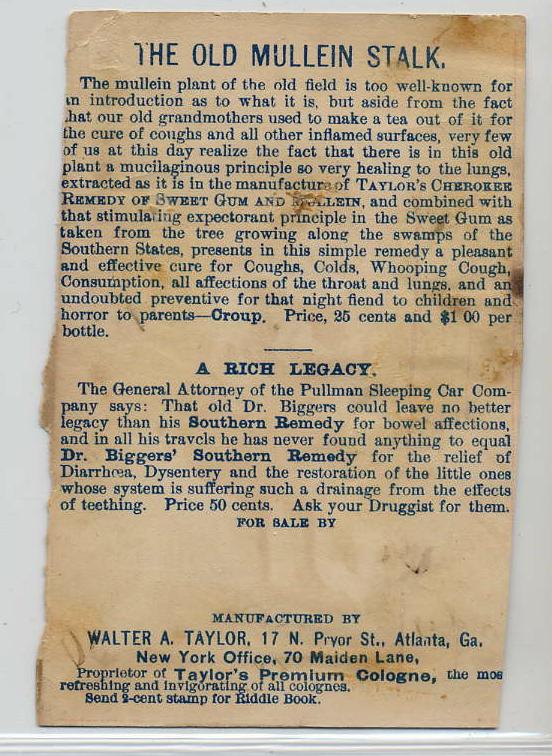 THE OLD MULLEIN STALK.
The mullein plant of the old field is too well-known for
an introduction as to what it is, but aside from the fact
that our old grandmothers used to make a tea out of it for
the cure of coughs and all other inflamed surfaces, very few
of us at this day realize the fact that there is in this old
plant a mucilaginous principle so very healing to the lungs,
extracted as it is in the manufacture of TAYLOR'S CHEROKEE
REMEDY OF SWEET GUM AND MULLEIN, and combined with
that stimulating expectorant principle in the Sweet Gum as
taken from the tree growing along the swamps of the
Southern States, presents in this simple remedy a pleasant
and effective cure for Coughs, Colds, Whooping Cough,
Consumption, all affections of the throat and lungs, and an
undoubted preventive for that night fiend to children and
horror to parents—Croup. Price, 25 cents and $1 00 per
bottle.
A RICH LEGACY.
The General Attorney of the Pullman Sleeping Car Com-
pany says: That old Dr. Biggers could leave no better
legacy than his Southern Remedy for bowel affections,
and in all his travels he has never found anything to equal
Dr. Biggers' Southern Remedy for the relief of
Diarrhœa, Dysentery and the restoration of the little ones
whose system is suffering such a drainage from the effects
of teething. Price 50 cents. Ask your Druggist for them.
FOR SALE BY
MANUFACTURED BY
WALTER A. TAYLOR, 17 N. Pryor St., Atlanta, Ga.
New York Office, 70 Maiden Lane,
Proprietor of Taylor's Premium Cologne, the mos
refreshing and invigorating of all colognes.
Send 2-cent stamp for Riddle Book.